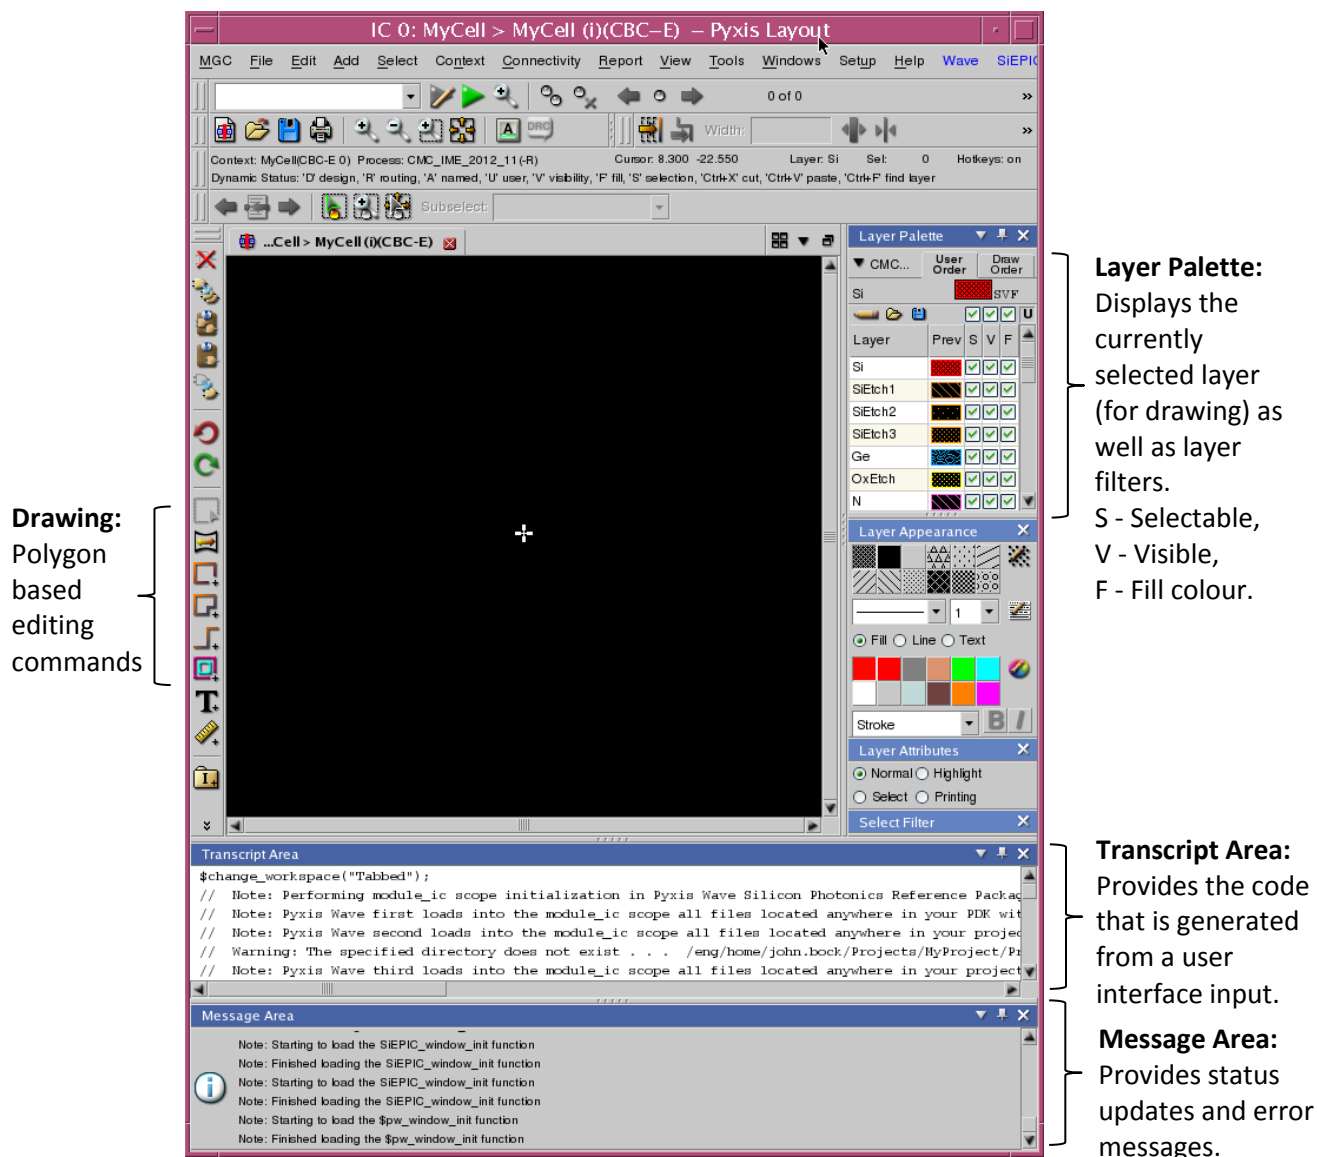 IC 0: MyCell > MyCell (i)(CBC–E) – Pyxis Layout
MGC File Edit Add Select Context Connectivity Report View Tools Windows Setup Help Wave SiEPIC
0 of 0 »
A DRC Width: »
Context: MyCell(CBC-E 0) Process: CMC_IME_2012_11(-R) Cursor: 8.300 -22.550 Layer: Si Sel: 0 Hotkeys: on
Dynamic Status: 'D' design, 'R' routing, 'A' named, 'U' user, 'V' visibility, 'F' fill, 'S' selection, 'Ctrl+X' cut, 'Ctrl+V' paste, 'Ctrl+F' find layer
Subselect:
...Cell > MyCell (i)(CBC-E)
Layer Palette
CMC... User Order Draw Order
Si SVF
U
Layer Prev S V F
Si
SiEtch1
SiEtch2
SiEtch3
Ge
OxEtch
N
Layer Appearance
1
Fill Line Text
Stroke B I
Layer Attributes
Normal Highlight
Select Printing
Select Filter
T
I
Drawing:
Polygon
based
editing
commands
Layer Palette:
Displays the
currently
selected layer
(for drawing) as
well as layer
filters.
S - Selectable,
V - Visible,
F - Fill colour.
Transcript Area
$change_workspace("Tabbed");
// Note: Performing module_ic scope initialization in Pyxis Wave Silicon Photonics Reference Packag
// Note: Pyxis Wave first loads into the module_ic scope all files located anywhere in your PDK wit
// Note: Pyxis Wave second loads into the module_ic scope all files located anywhere in your projec
// Warning: The specified directory does not exist . . . /eng/home/john.bock/Projects/MyProject/Pr
// Note: Pyxis Wave third loads into the module_ic scope all files located anywhere in your project
Transcript Area:
Provides the code
that is generated
from a user
interface input.
Message Area
Note: Starting to load the SiEPIC_window_init function
Note: Finished loading the SiEPIC_window_init function
Note: Starting to load the SiEPIC_window_init function
Note: Finished loading the SiEPIC_window_init function
Note: Starting to load the $pw_window_init function
Note: Finished loading the $pw_window_init function
Message Area:
Provides status
updates and error
messages.